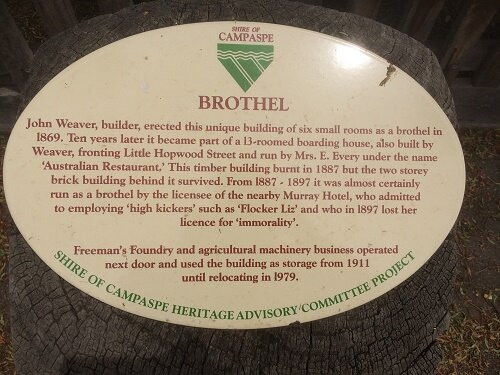 SHIRE OF
CAMPASPE
BROTHEL
John Weaver, builder, erected this unique building of six small rooms as a brothel in
1869. Ten years later it became part of a 13-roomed boarding house, also built by
Weaver, fronting Little Hopwood Street and run by Mrs. E. Every under the name
'Australian Restaurant.' This timber building burnt in 1887 but the two storey
brick building behind it survived. From 1887 - 1897 it was almost certainly
run as a brothel by the licensee of the nearby Murray Hotel, who admitted
to employing 'high kickers' such as 'Flocker Liz' and who in 1897 lost her
licence for 'immorality'.
Freeman's Foundry and agricultural machinery business operated
next door and used the building as storage from 1911
until relocating in 1979.
SHIRE OF CAMPASPE HERITAGE ADVISORY COMMITTEE PROJECT